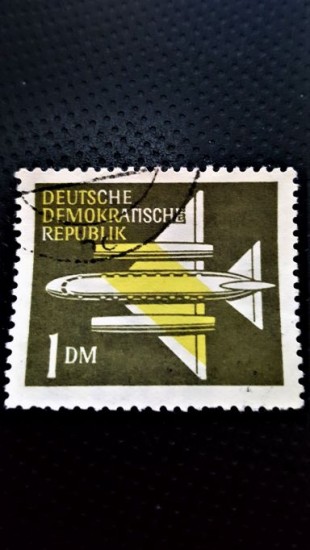 DEUTSCHE
DEMOKRATISCHE
REPUBLIK
1 DM